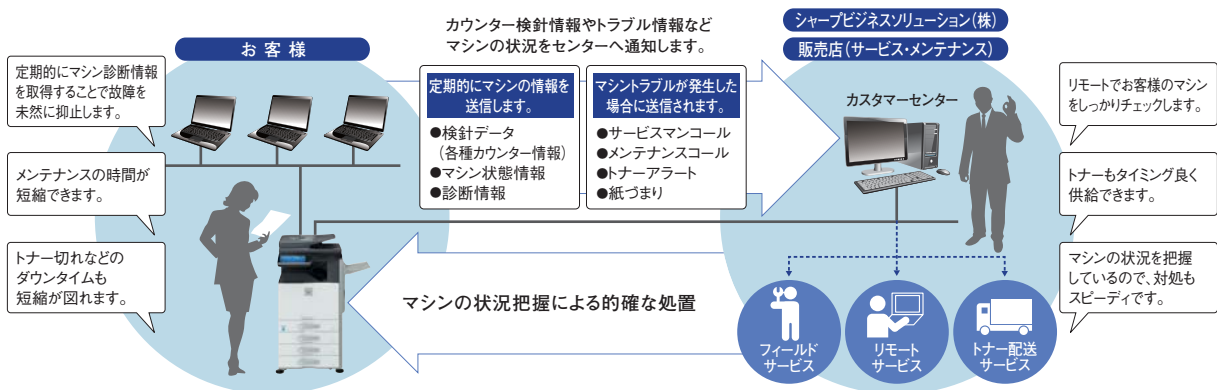 お客様
定期的にマシン診断情報
を取得することで故障を
未然に抑止します。
メンテナンスの時間が
短縮できます。
トナー切れなどの
ダウンタイムも
短縮が図れます。
カウンター検針情報やトラブル情報など
マシンの状況をセンターへ通知します。
定期的にマシンの情報を
送信します。
●検針データ
(各種カウンター情報)
●マシン状態情報
●診断情報
マシントラブルが発生した
場合に送信されます。
●サービスマンコール
●メンテナンスコール
●トナーアラート
●紙づまり
マシンの状況把握による的確な処置
シャープビジネスソリューション(株)
販売店(サービス・メンテナンス)
カスタマーセンター
リモートでお客様のマシン
をしっかりチェックします。
トナーもタイミング良く
供給できます。
マシンの状況を把握
しているので、対処も
スピーディです。
フィールド
サービス
リモート
サービス
トナー配送
サービス